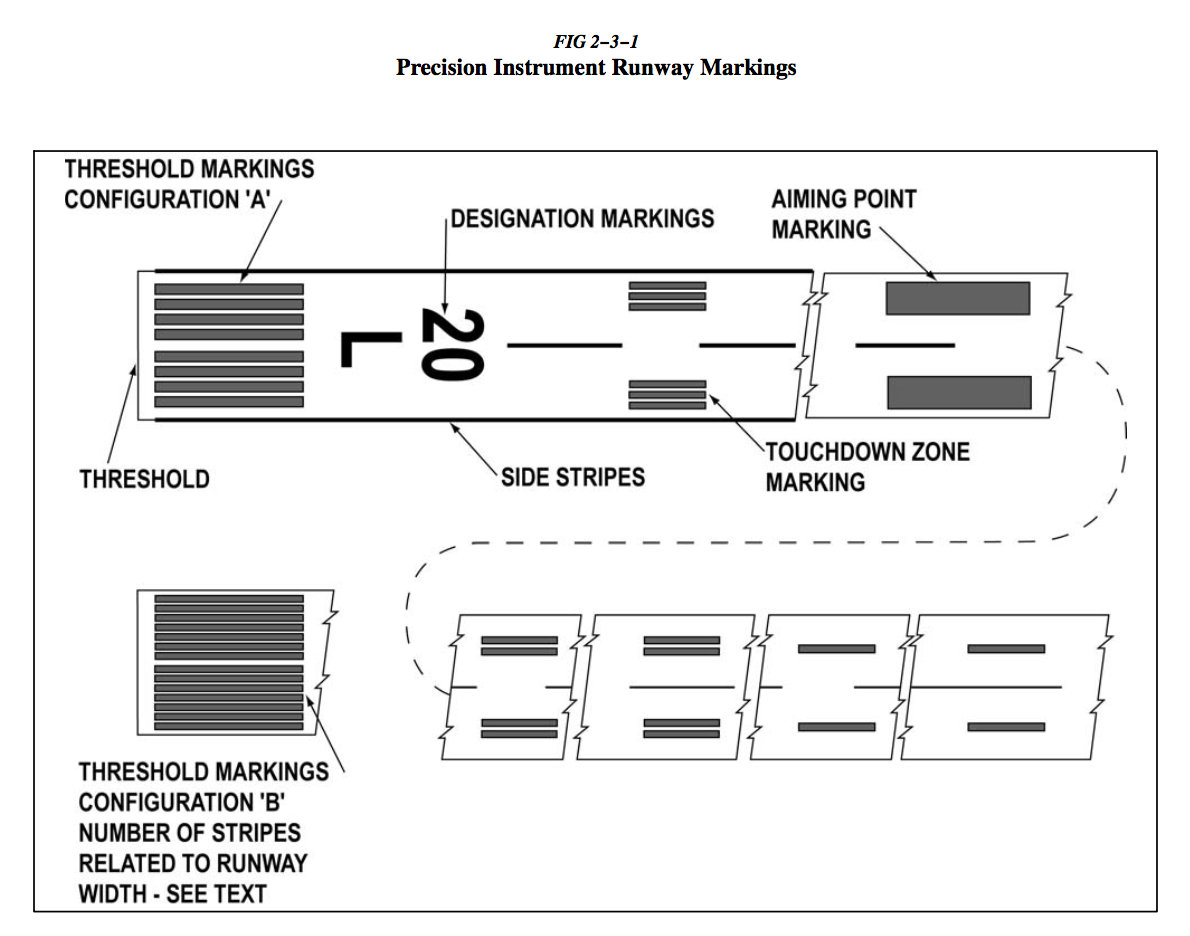 FIG 2−3−1
Precision Instrument Runway Markings
THRESHOLD MARKINGS
CONFIGURATION 'A'
DESIGNATION MARKINGS
AIMING POINT
MARKING
20
L
THRESHOLD
SIDE STRIPES
TOUCHDOWN ZONE
MARKING
THRESHOLD MARKINGS
CONFIGURATION 'B'
NUMBER OF STRIPES
RELATED TO RUNWAY
WIDTH - SEE TEXT